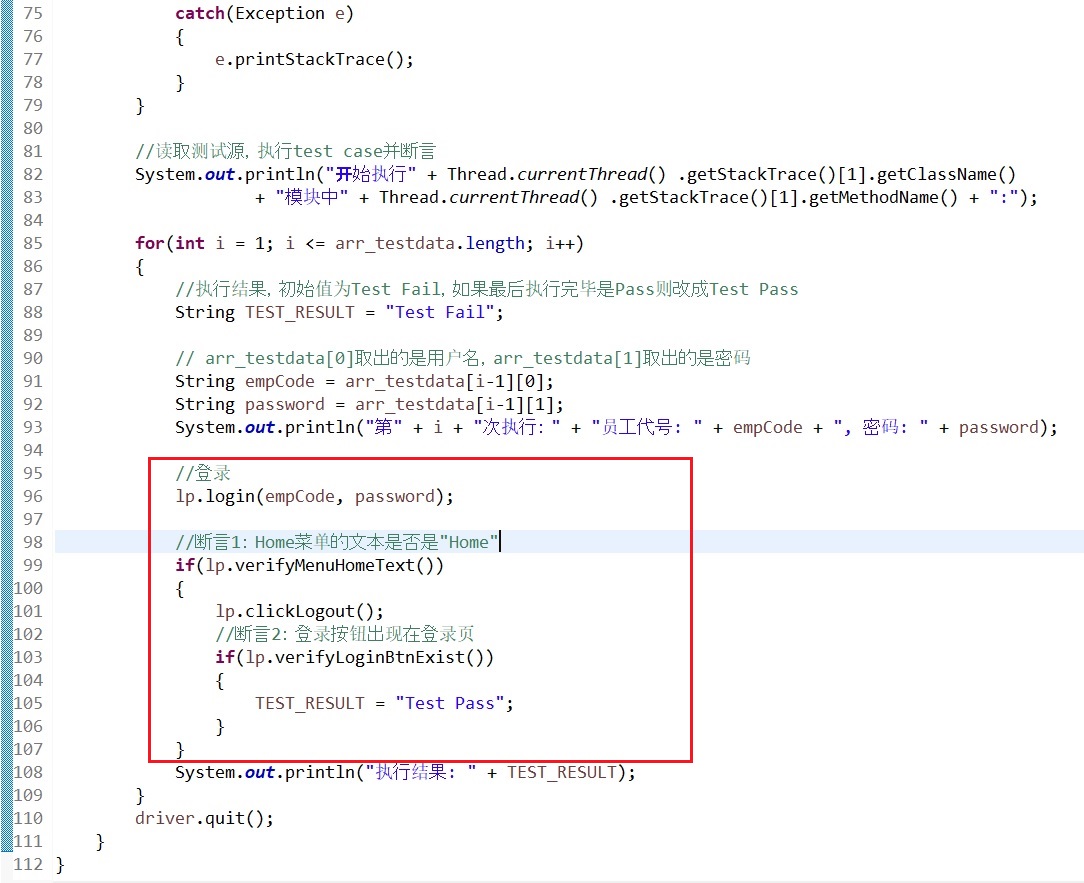 75 catch(Exception e)
76 {
77 e.printStackTrace();
78 }
79 }
80
81 //读取测试源, 执行test case并断言
82 System.out.println("开始执行" + Thread.currentThread() .getStackTrace()[1].getClassName()
83 + "模块中" + Thread.currentThread() .getStackTrace()[1].getMethodName() + ":");
84
85 for(int i = 1; i <= arr_testdata.length; i++)
86 {
87 //执行结果, 初始值为Test Fail, 如果最后执行完毕是Pass则改成Test Pass
88 String TEST_RESULT = "Test Fail";
89
90 // arr_testdata[0]取出的是用户名, arr_testdata[1]取出的是密码
91 String empCode = arr_testdata[i-1][0];
92 String password = arr_testdata[i-1][1];
93 System.out.println("第" + i + "次执行: " + "员工代号: " + empCode + ", 密码: " + password);
94
95 //登录
96 lp.login(empCode, password);
97
98 //断言1: Home菜单的文本是否是"Home"
99 if(lp.verifyMenuHomeText())
100 {
101 lp.clickLogout();
102 //断言2: 登录按钮出现在登录页
103 if(lp.verifyLoginBtnExist())
104 {
105 TEST_RESULT = "Test Pass";
106 }
107 }
108 System.out.println("执行结果: " + TEST_RESULT);
109 }
110 driver.quit();
111 }
112 }